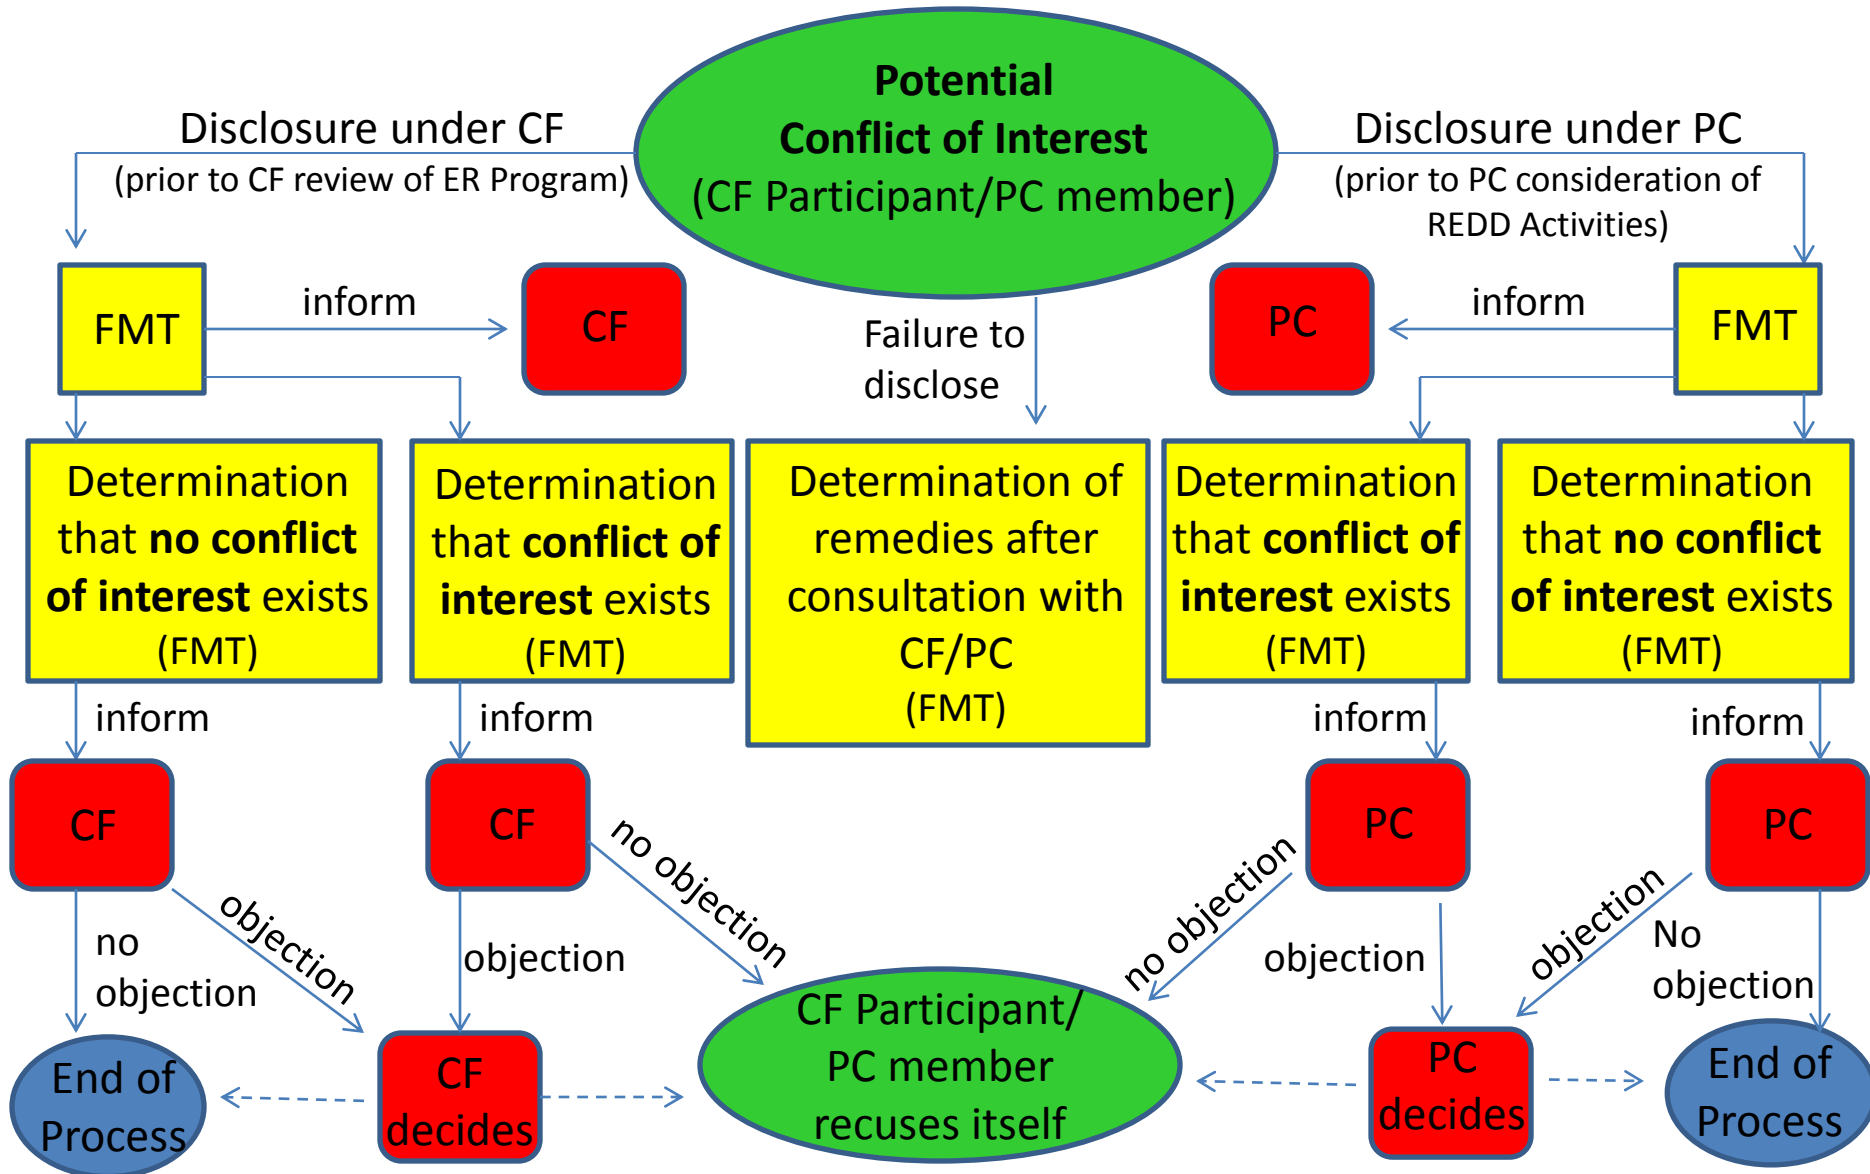 Potential
Conflict of Interest
(CF Participant/PC member)
Disclosure under CF
(prior to CF review of ER Program)
Disclosure under PC
(prior to PC consideration of
REDD Activities)
FMT
inform
CF
Failure to
disclose
PC
inform
FMT
Determination
that no conflict
of interest exists
(FMT)
Determination
that conflict of
interest exists
(FMT)
Determination of
remedies after
consultation with
CF/PC
(FMT)
Determination
that conflict of
interest exists
(FMT)
Determination
that no conflict
of interest exists
(FMT)
inform
inform
inform
inform
CF
CF
PC
PC
no
objection
objection
objection
no objection
no objection
objection
objection
No
objection
End of
Process
CF
decides
CF Participant/
PC member
recuses itself
PC
decides
End of
Process